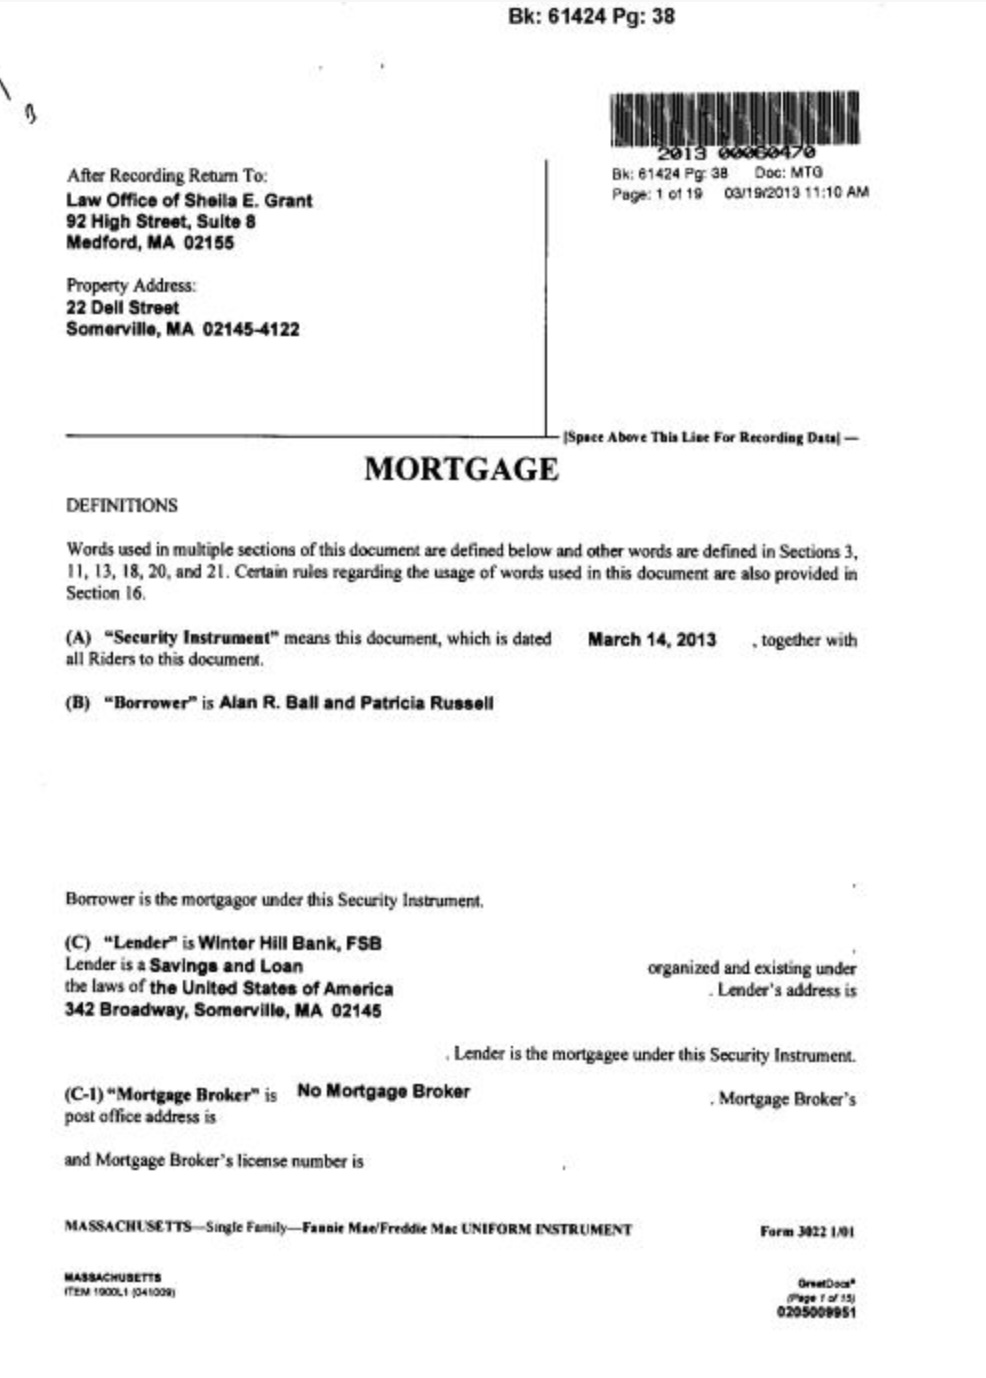 Bk: 61424 Pg: 38
2013 00060470
Bk: 61424 Pg: 38 Doc: MTG
Page: 1 of 19 03/19/2013 11:10 AM
After Recording Return To:
Law Office of Sheila E. Grant
92 High Street, Suite 8
Medford, MA 02155
Property Address:
22 Dell Street
Somerville, MA 02145-4122
[Space Above This Line For Recording Data]
MORTGAGE
DEFINITIONS
Words used in multiple sections of this document are defined below and other words are defined in Sections 3,
11, 13, 18, 20, and 21. Certain rules regarding the usage of words used in this document are also provided in
Section 16.
(A) “Security Instrument” means this document, which is dated March 14, 2013 , together with
all Riders to this document.
(B) “Borrower” is Alan R. Ball and Patricia Russell
Borrower is the mortgagor under this Security Instrument.
(C) “Lender” is Winter Hill Bank, FSB
Lender is a Savings and Loan organized and existing under
the laws of the United States of America . Lender’s address is
342 Broadway, Somerville, MA 02145
. Lender is the mortgagee under this Security Instrument.
(C-1) “Mortgage Broker” is No Mortgage Broker . Mortgage Broker’s
post office address is
and Mortgage Broker’s license number is
MASSACHUSETTS—Single Family—Fannie Mae/Freddie Mac UNIFORM INSTRUMENT Form 3022 1/01
MASSACHUSETTS
ITEM 1900L1 (041009)
GreatDocs®
(Page 1 of 15)
0205009951